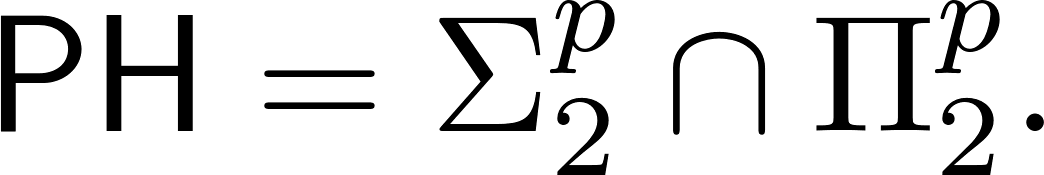 PH = Σ₂ᵖ ∩ Π₂ᵖ.